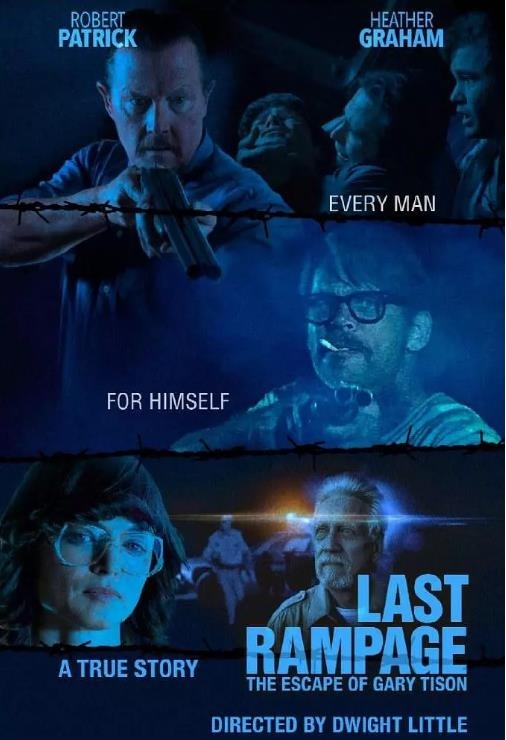 ROBERT
PATRICK
HEATHER
GRAHAM
EVERY MAN
FOR HIMSELF
A TRUE STORY
LAST
RAMPAGE
THE ESCAPE OF GARY TISON
DIRECTED BY DWIGHT LITTLE